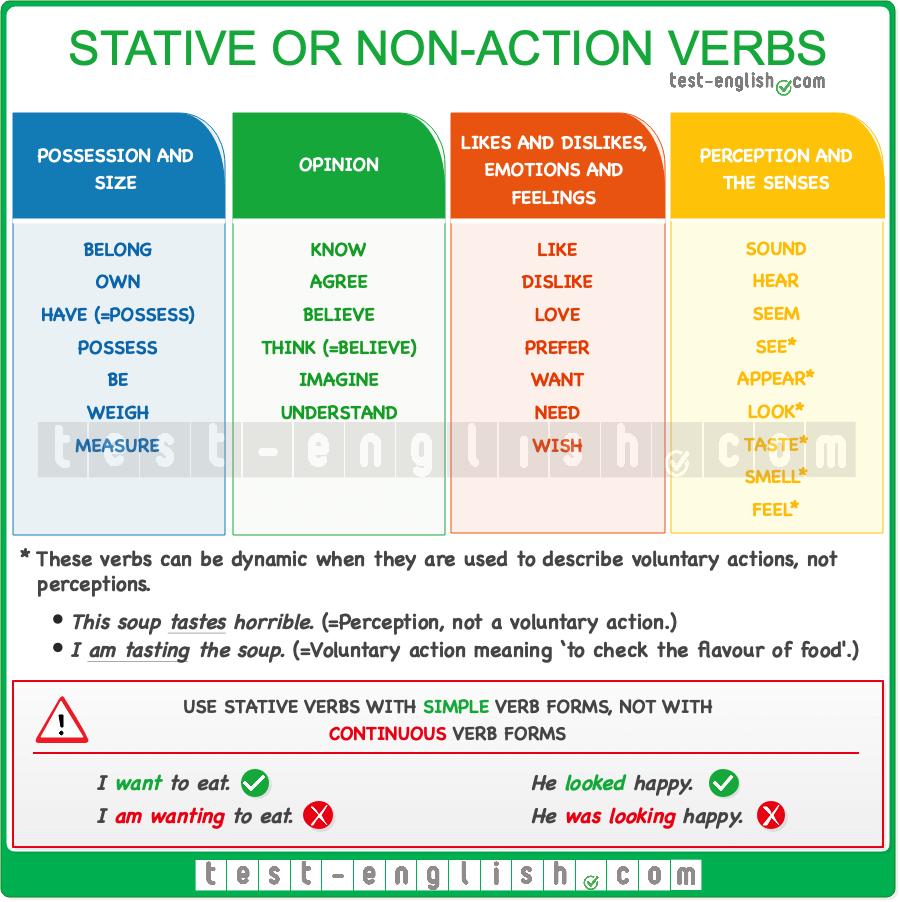 STATIVE OR NON-ACTION VERBS
test-english.com
POSSESSION AND
SIZE
BELONG
OWN
HAVE (=POSSESS)
POSSESS
BE
WEIGH
MEASURE
OPINION
KNOW
AGREE
BELIEVE
THINK (=BELIEVE)
IMAGINE
UNDERSTAND
LIKES AND DISLIKES,
EMOTIONS AND
FEELINGS
LIKE
DISLIKE
LOVE
PREFER
WANT
NEED
WISH
PERCEPTION AND
THE SENSES
SOUND
HEAR
SEEM
SEE*
APPEAR*
LOOK*
TASTE*
SMELL*
FEEL*
test-english.com
* These verbs can be dynamic when they are used to describe voluntary actions, not
perceptions.
• This soup tastes horrible. (=Perception, not a voluntary action.)
• I am tasting the soup. (=Voluntary action meaning ‘to check the flavour of food'.)
!
USE STATIVE VERBS WITH SIMPLE VERB FORMS, NOT WITH
CONTINUOUS VERB FORMS
I want to eat.
I am wanting to eat.
He looked happy.
He was looking happy.
test-english.com